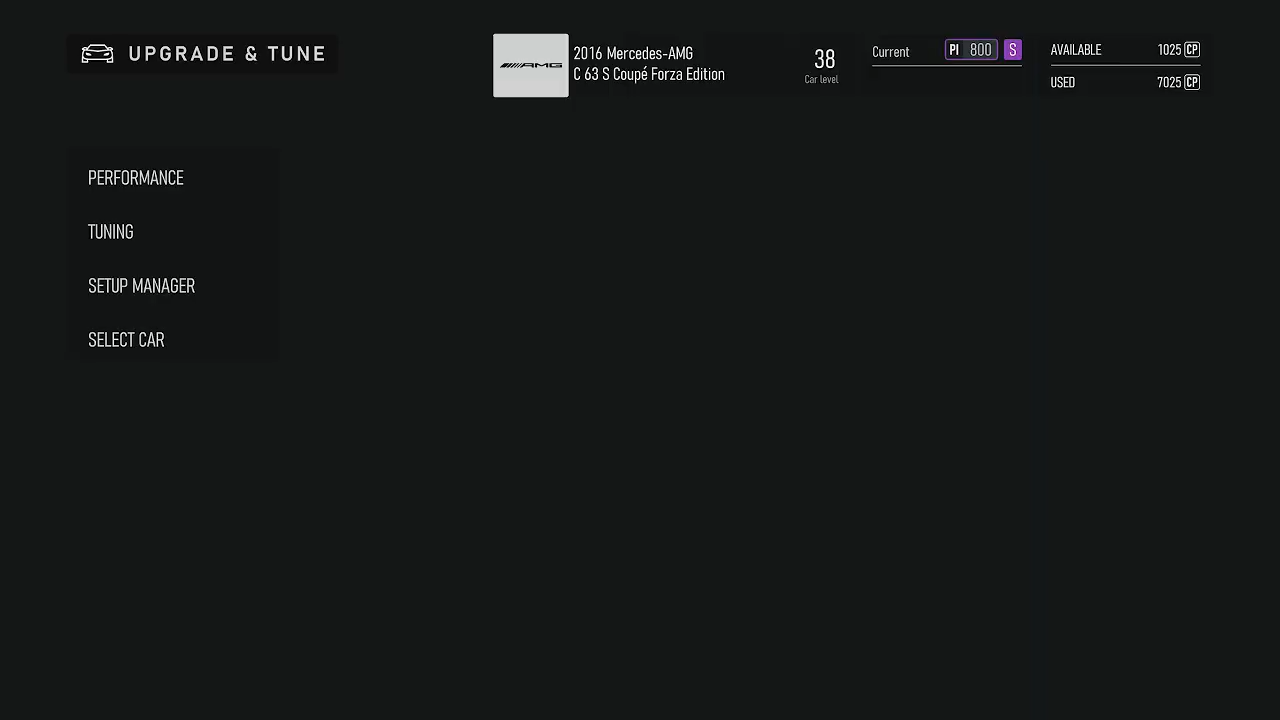 UPGRADE & TUNE
AMG
2016 Mercedes-AMG
C 63 S Coupé Forza Edition
38
Car level
Current PI 800 S
AVAILABLE 1025 CP
USED 7025 CP
PERFORMANCE
TUNING
SETUP MANAGER
SELECT CAR